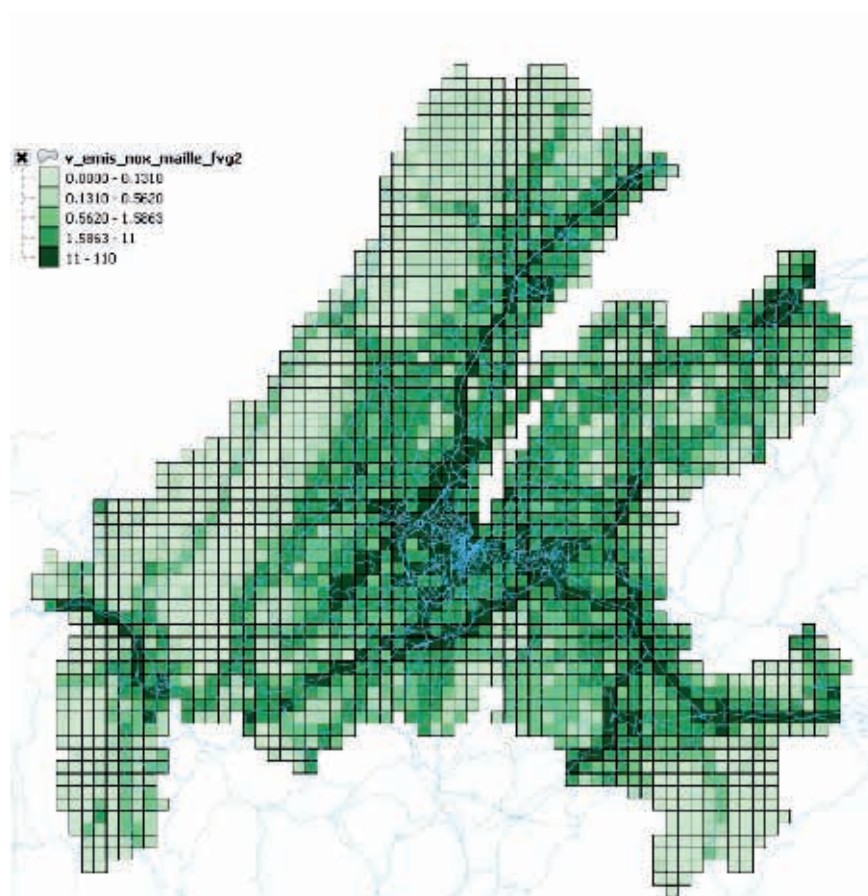 v_emis_nox_maille_fvg2
0.0000 - 0.1310
0.1310 - 0.5620
0.5620 - 1.5863
1.5863 - 11
11 - 110